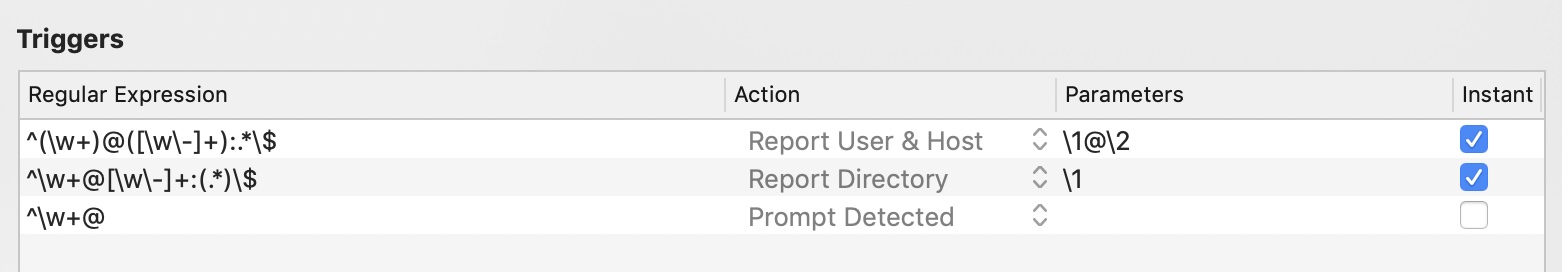 Triggers
Regular Expression Action Parameters Instant
^(\w+)@([\w\-]+):.*\$ Report User & Host \1@\2
^\w+@[\w\-]+:(.*)\$ Report Directory \1
^\w+@ Prompt Detected